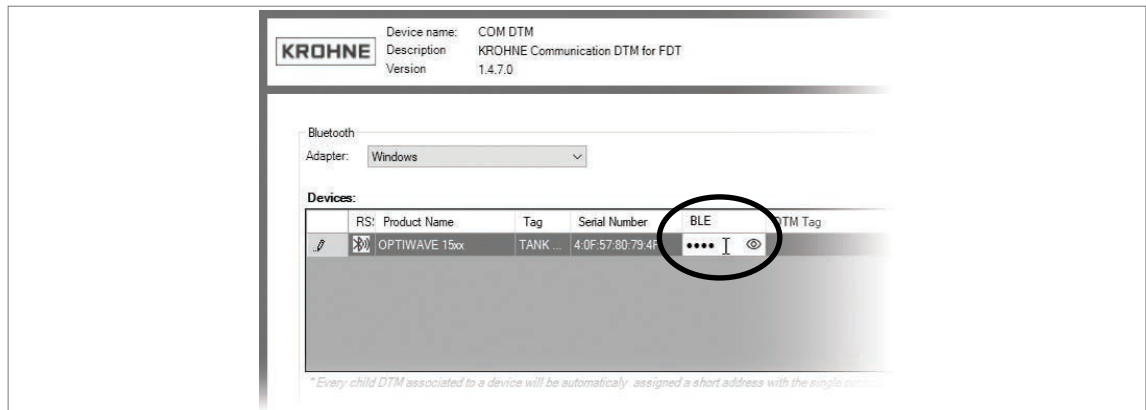 KROHNE
Device name: COM DTM
Description KROHNE Communication DTM for FDT
Version 1.4.7.0
Bluetooth
Adapter: Windows
Devices:
RS: Product Name Tag Serial Number BLE DTM Tag
OPTIWAVE 15xx TANK ... 4:0F:57:80:79:4F ••••
* Every child DTM associated to a device will be automaticaly assigned a short address with the single